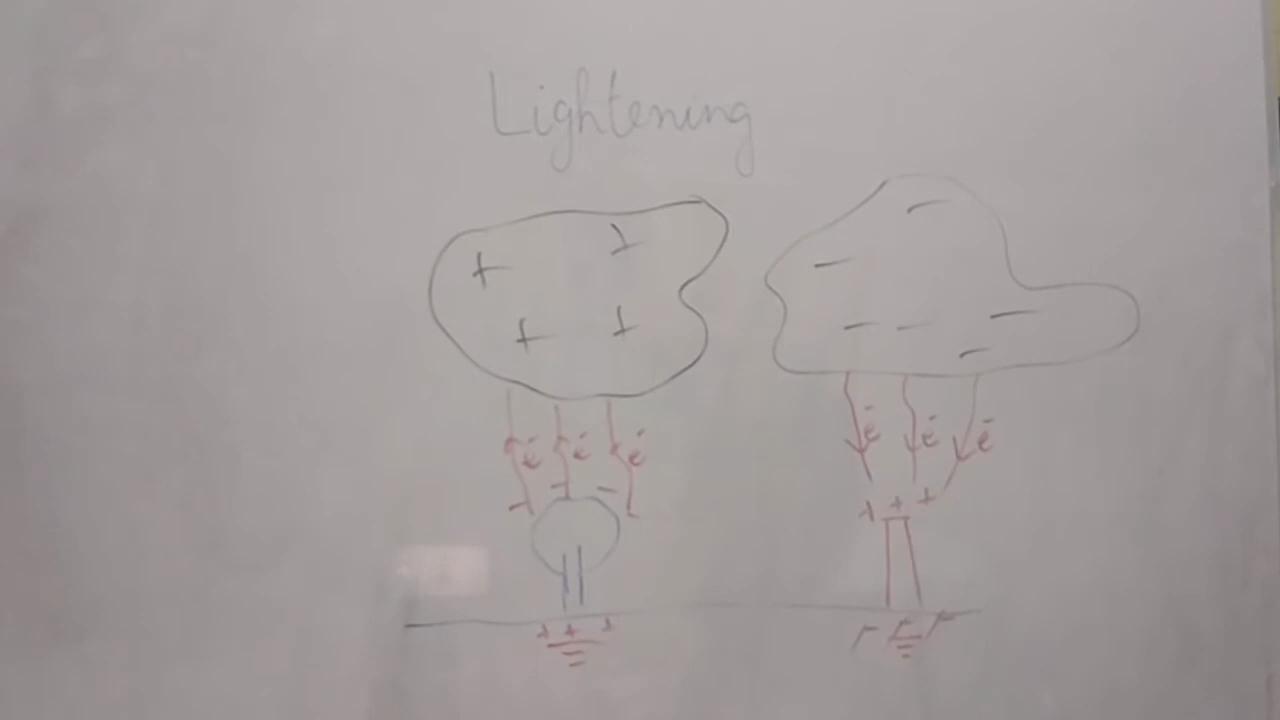 Lightening
+ +
+ +
- -
- - - -
e⁻ e⁻ e⁻
e⁻ e⁻ e⁻
- - -
+ + +
+ + +
- - -